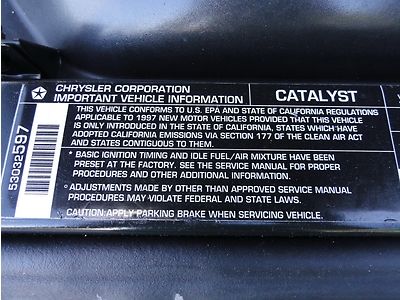 CHRYSLER CORPORATION
IMPORTANT VEHICLE INFORMATION
CATALYST
THIS VEHICLE CONFORMS TO U.S. EPA AND STATE OF CALIFORNIA REGULATIONS
APPLICABLE TO 1997 NEW MOTOR VEHICLES PROVIDED THAT THIS VEHICLE
IS ONLY INTRODUCED IN THE STATE OF CALIFORNIA, STATES WHICH HAVE
ADOPTED CALIFORNIA EMISSIONS VIA SECTION 177 OF THE CLEAN AIR ACT
AND STATES CONTIGUOUS TO THEM.
* BASIC IGNITION TIMING AND IDLE FUEL/AIR MIXTURE HAVE BEEN
PRESET AT THE FACTORY. SEE THE SERVICE MANUAL FOR PROPER
PROCEDURES AND OTHER ADDITIONAL INFORMATION.
○ ADJUSTMENTS MADE BY OTHER THAN APPROVED SERVICE MANUAL
PROCEDURES MAY VIOLATE FEDERAL AND STATE LAWS.
CAUTION: APPLY PARKING BRAKE WHEN SERVICING VEHICLE.
53032597